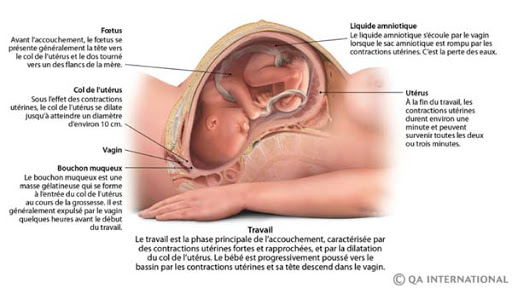 Fœtus
Avant l'accouchement, le fœtus se
présente généralement la tête vers
le col de l'utérus et le dos tourné
vers un des flancs de la mère.
Col de l'utérus
Sous l'effet des contractions
utérines, le col de l'utérus se dilate
jusqu'à atteindre un diamètre
d'environ 10 cm.
Vagin
Bouchon muqueux
Le bouchon muqueux est une
masse gélatineuse qui se forme
à l'entrée du col de l'utérus
au cours de la grossesse. Il est
généralement expulsé par le vagin
quelques heures avant le début
du travail.
Liquide amniotique
Le liquide amniotique s'écoule par le vagin
lorsque le sac amniotique est rompu par les
contractions utérines. C'est la perte des eaux.
Utérus
À la fin du travail, les
contractions utérines
durent environ une
minute et peuvent
survenir toutes les deux
ou trois minutes.
Travail
Le travail est la phase principale de l'accouchement, caractérisée par
des contractions utérines fortes et rapprochées, et par la dilatation
du col de l'utérus. Le bébé est progressivement poussé vers le
bassin par les contractions utérines et sa tête descend dans le vagin.
© QA INTERNATIONAL